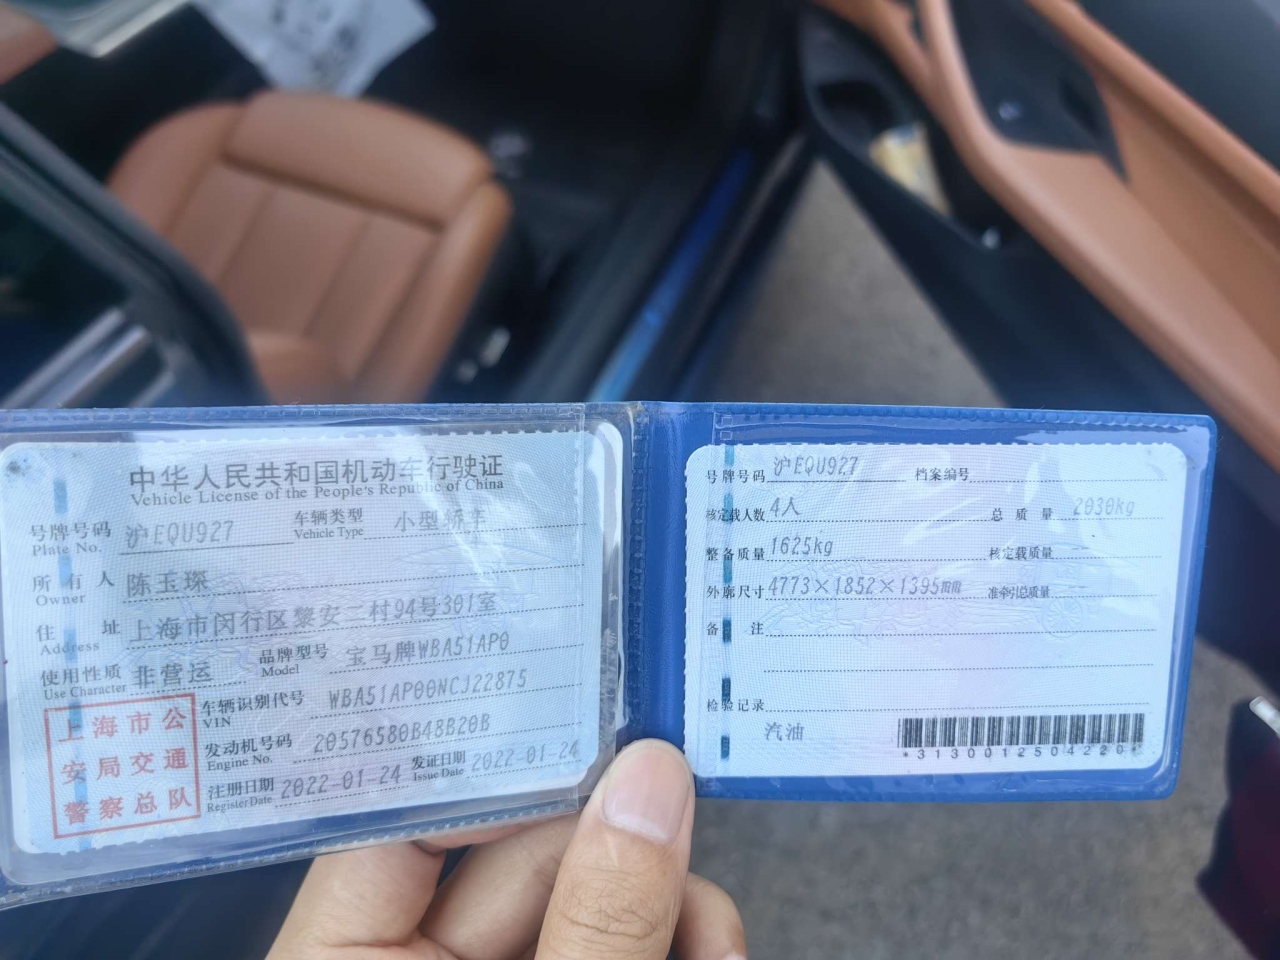 中华人民共和国机动车行驶证
Vehicle License of the People's Republic of China
号牌号码 沪EQU927 车辆类型 小型轿车
Plate No. Vehicle Type
所有人 陈玉琛
Owner
住址 上海市闵行区黎安二村94号301室
Address
使用性质 非营运 品牌型号 宝马牌WBA51AP0
Use Character Model
车辆识别代号 WBA51AP00NCJ22875
VIN
发动机号码 20576580B48B20B
Engine No.
注册日期 2022-01-24 发证日期 2022-01-24
Register Date Issue Date
上海市公
安局交通
警察总队
号牌号码 沪EQU927 档案编号
核定载人数 4人 总质量 2030kg
整备质量 1625kg 核定载质量 --
外廓尺寸 4773×1852×1395mm 准牵引总质量 --
备注
检验记录
汽油
*3130012504220*